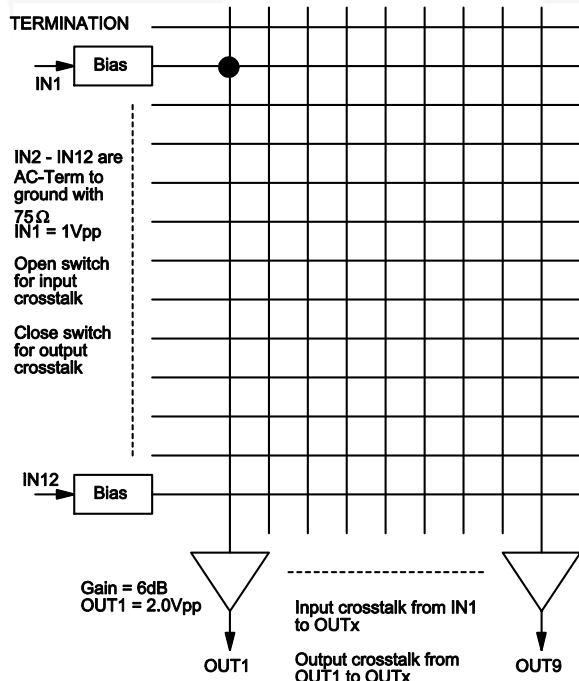 TERMINATION
Bias
IN1
IN2 - IN12 are
AC-Term to
ground with
75Ω
IN1 = 1Vpp
Open switch
for input
crosstalk
Close switch
for output
crosstalk
IN12
Bias
Gain = 6dB
OUT1 = 2.0Vpp
Input crosstalk from IN1
to OUTx
OUT1
Output crosstalk from
OUT1 to OUTx
OUT9